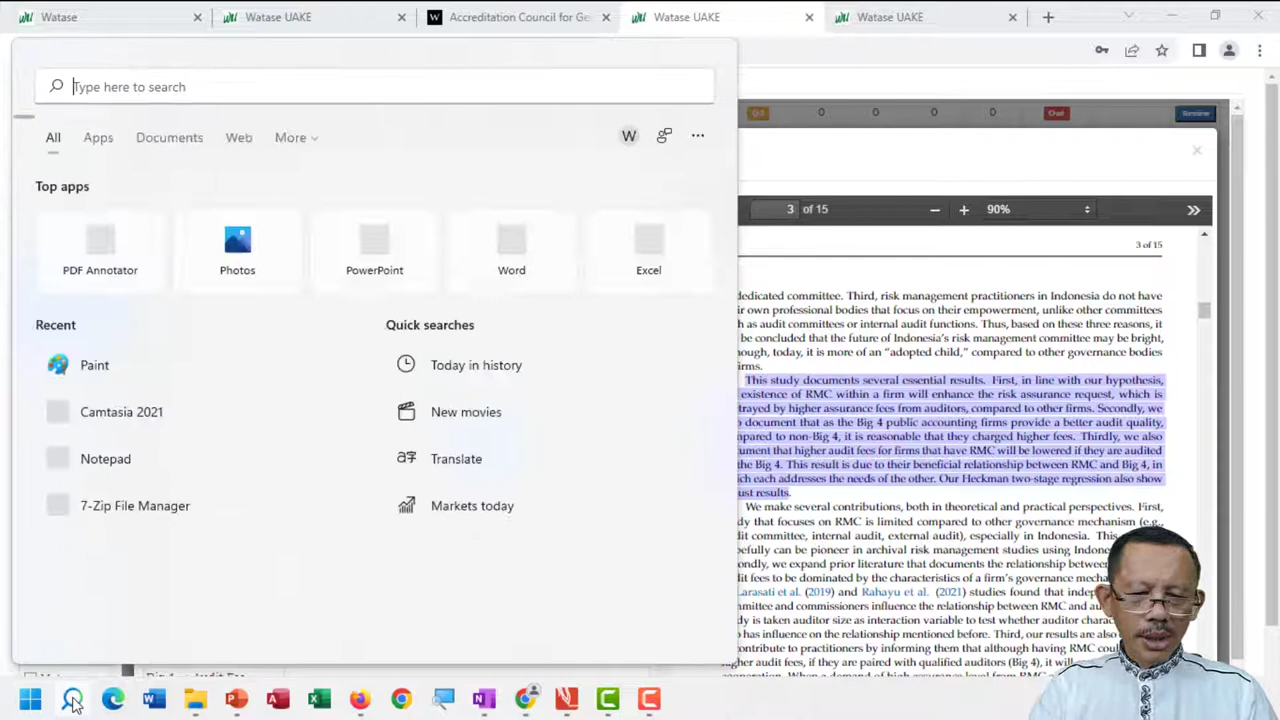 Watase
Watase UAKE
Accreditation Council for Ge
Watase UAKE
Watase UAKE
Type here to search
All
Apps
Documents
Web
More
W
Top apps
PDF Annotator
Photos
PowerPoint
Word
Excel
Recent
Paint
Camtasia 2021
Notepad
7-Zip File Manager
Quick searches
Today in history
New movies
Translate
Markets today
0
0
0
0
3 of 15
90%
3 of 15
dedicated committee. Third, risk management practitioners in Indonesia do not have
ir own professional bodies that focus on their empowerment, unlike other committees
h as audit committees or internal audit functions. Thus, based on these three reasons, it
be concluded that the future of Indonesia's risk management committee may be bright,
hough, today, it is more of an “adopted child,” compared to other governance bodies
firms.
This study documents several essential results. First, in line with our hypothesis,
existence of RMC within a firm will enhance the risk assurance request, which is
trayed by higher assurance fees from auditors, compared to other firms. Secondly, we
document that as the Big 4 public accounting firms provide a better audit quality,
mpared to non-Big 4, it is reasonable that they charged higher fees. Thirdly, we also
ument that higher audit fees for firms that have RMC will be lowered if they are audited
the Big 4. This result is due to their beneficial relationship between RMC and Big 4, in
ich each addresses the needs of the other. Our Heckman two-stage regression also show
ust results.
We make several contributions, both in theoretical and practical perspectives. First,
dy that focuses on RMC is limited compared to other governance mechanism (e.g.,
dit committee, internal audit, external audit), especially in Indonesia. This
efully can be pioneer in archival risk management studies using Indone
ondly, we expand prior literature that documents the relationship between
dit fees to be dominated by the characteristics of a firm's governance mecha
Larasati et al. (2019) and Rahayu et al. (2021) studies found that indep
mmittee and commissioners influence the relationship between RMC and au
dy is taken auditor size as interaction variable to test whether auditor charac
has influence on the relationship mentioned before. Third, our results are also
contribute to practitioners by informing them that although having RMC coul
higher audit fees, if they are paired with qualified auditors (Big 4), it will